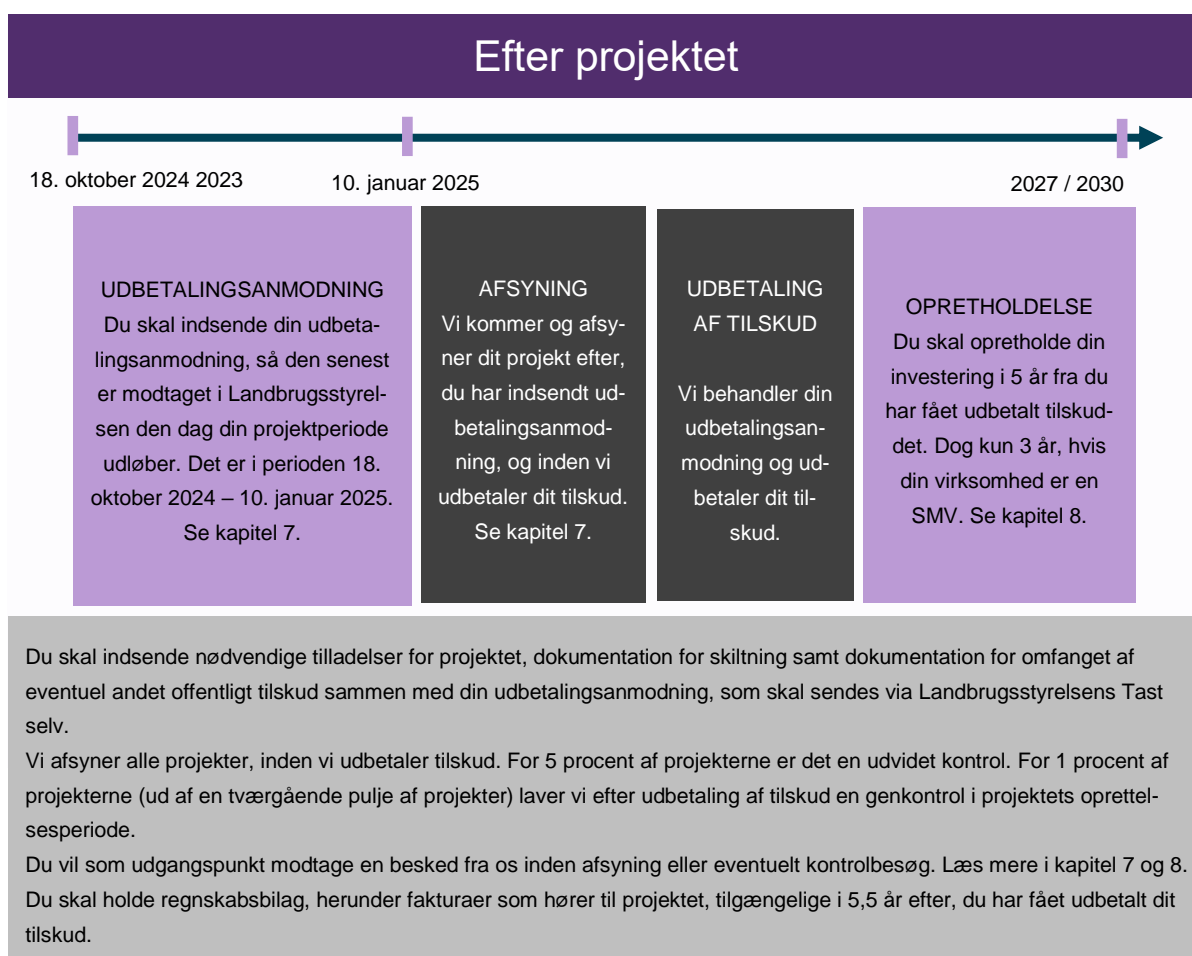 Efter projektet
18. oktober 2024 2023
10. januar 2025
2027 / 2030
UDBETALINGSANMODNING
Du skal indsende din udbeta-
lingsanmodning, så den senest
er modtaget i Landbrugsstyrel-
sen den dag din projektperiode
udløber. Det er i perioden 18.
oktober 2024 – 10. januar 2025.
Se kapitel 7.
AFSYNING
Vi kommer og afsy-
ner dit projekt efter,
du har indsendt ud-
betalingsanmod-
ning, og inden vi
udbetaler dit tilskud.
Se kapitel 7.
UDBETALING
AF TILSKUD
Vi behandler din
udbetalingsan-
modning og ud-
betaler dit til-
skud.
OPRETHOLDELSE
Du skal opretholde din
investering i 5 år fra du
har fået udbetalt tilskud-
det. Dog kun 3 år, hvis
din virksomhed er en
SMV. Se kapitel 8.
Du skal indsende nødvendige tilladelser for projektet, dokumentation for skiltning samt dokumentation for omfanget af
eventuel andet offentligt tilskud sammen med din udbetalingsanmodning, som skal sendes via Landbrugsstyrelsens Tast
selv.
Vi afsyner alle projekter, inden vi udbetaler tilskud. For 5 procent af projekterne er det en udvidet kontrol. For 1 procent af
projekterne (ud af en tværgående pulje af projekter) laver vi efter udbetaling af tilskud en genkontrol i projektets oprettel-
sesperiode.
Du vil som udgangspunkt modtage en besked fra os inden afsyning eller eventuelt kontrolbesøg. Læs mere i kapitel 7 og 8.
Du skal holde regnskabsbilag, herunder fakturaer som hører til projektet, tilgængelige i 5,5 år efter, du har fået udbetalt dit
tilskud.